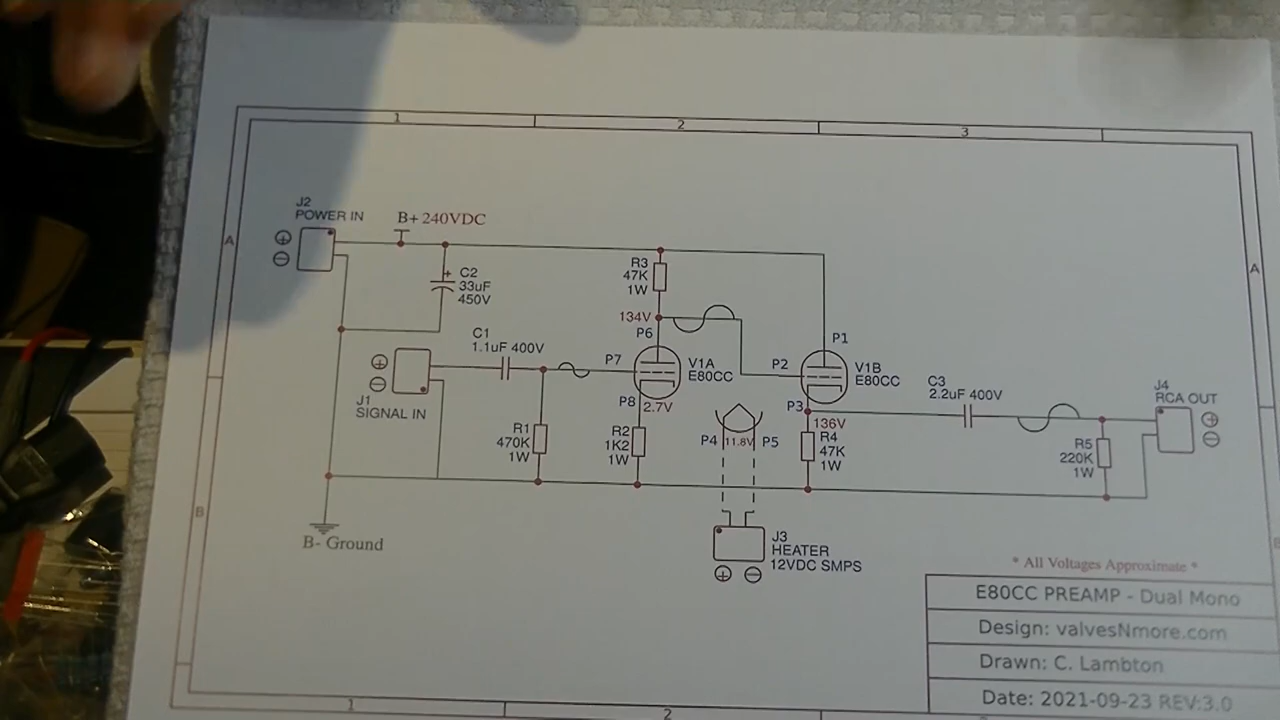 1
2
3
A
A
J2
POWER IN
B+ 240VDC
+
C2
33uF
450V
R3
47K
1W
134V
P6
P1
C1
1.1uF 400V
P7
V1A
E80CC
P2
V1B
E80CC
J1
SIGNAL IN
P8
2.7V
P3
136V
C3
2.2uF 400V
J4
RCA OUT
R1
470K
1W
R2
1K2
1W
P4
11.8V
P5
R4
47K
1W
R5
220K
1W
B
B- Ground
J3
HEATER
12VDC SMPS
* All Voltages Approximate *
E80CC PREAMP - Dual Mono
Design: valvesNmore.com
Drawn: C. Lambton
Date: 2021-09-23 REV:3.0
1
2